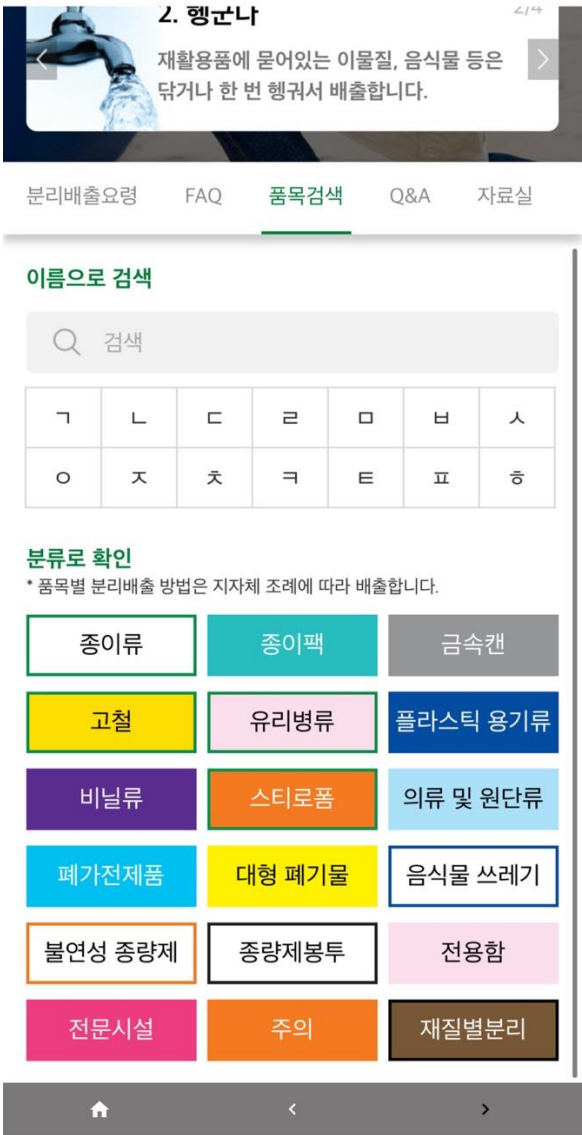 2. 헹군다
2/4
재활용품에 묻어있는 이물질, 음식물 등은
닦거나 한 번 헹궈서 배출합니다.
분리배출요령 FAQ 품목검색 Q&A 자료실
이름으로 검색
검색
ㄱ ㄴ ㄷ ㄹ ㅁ ㅂ ㅅ
ㅇ ㅈ ㅊ ㅋ ㅌ ㅍ ㅎ
분류로 확인
* 품목별 분리배출 방법은 지자체 조례에 따라 배출합니다.
종이류 종이팩 금속캔
고철 유리병류 플라스틱 용기류
비닐류 스티로폼 의류 및 원단류
폐가전제품 대형 폐기물 음식물 쓰레기
불연성 종량제 종량제봉투 전용함
전문시설 주의 재질별분리